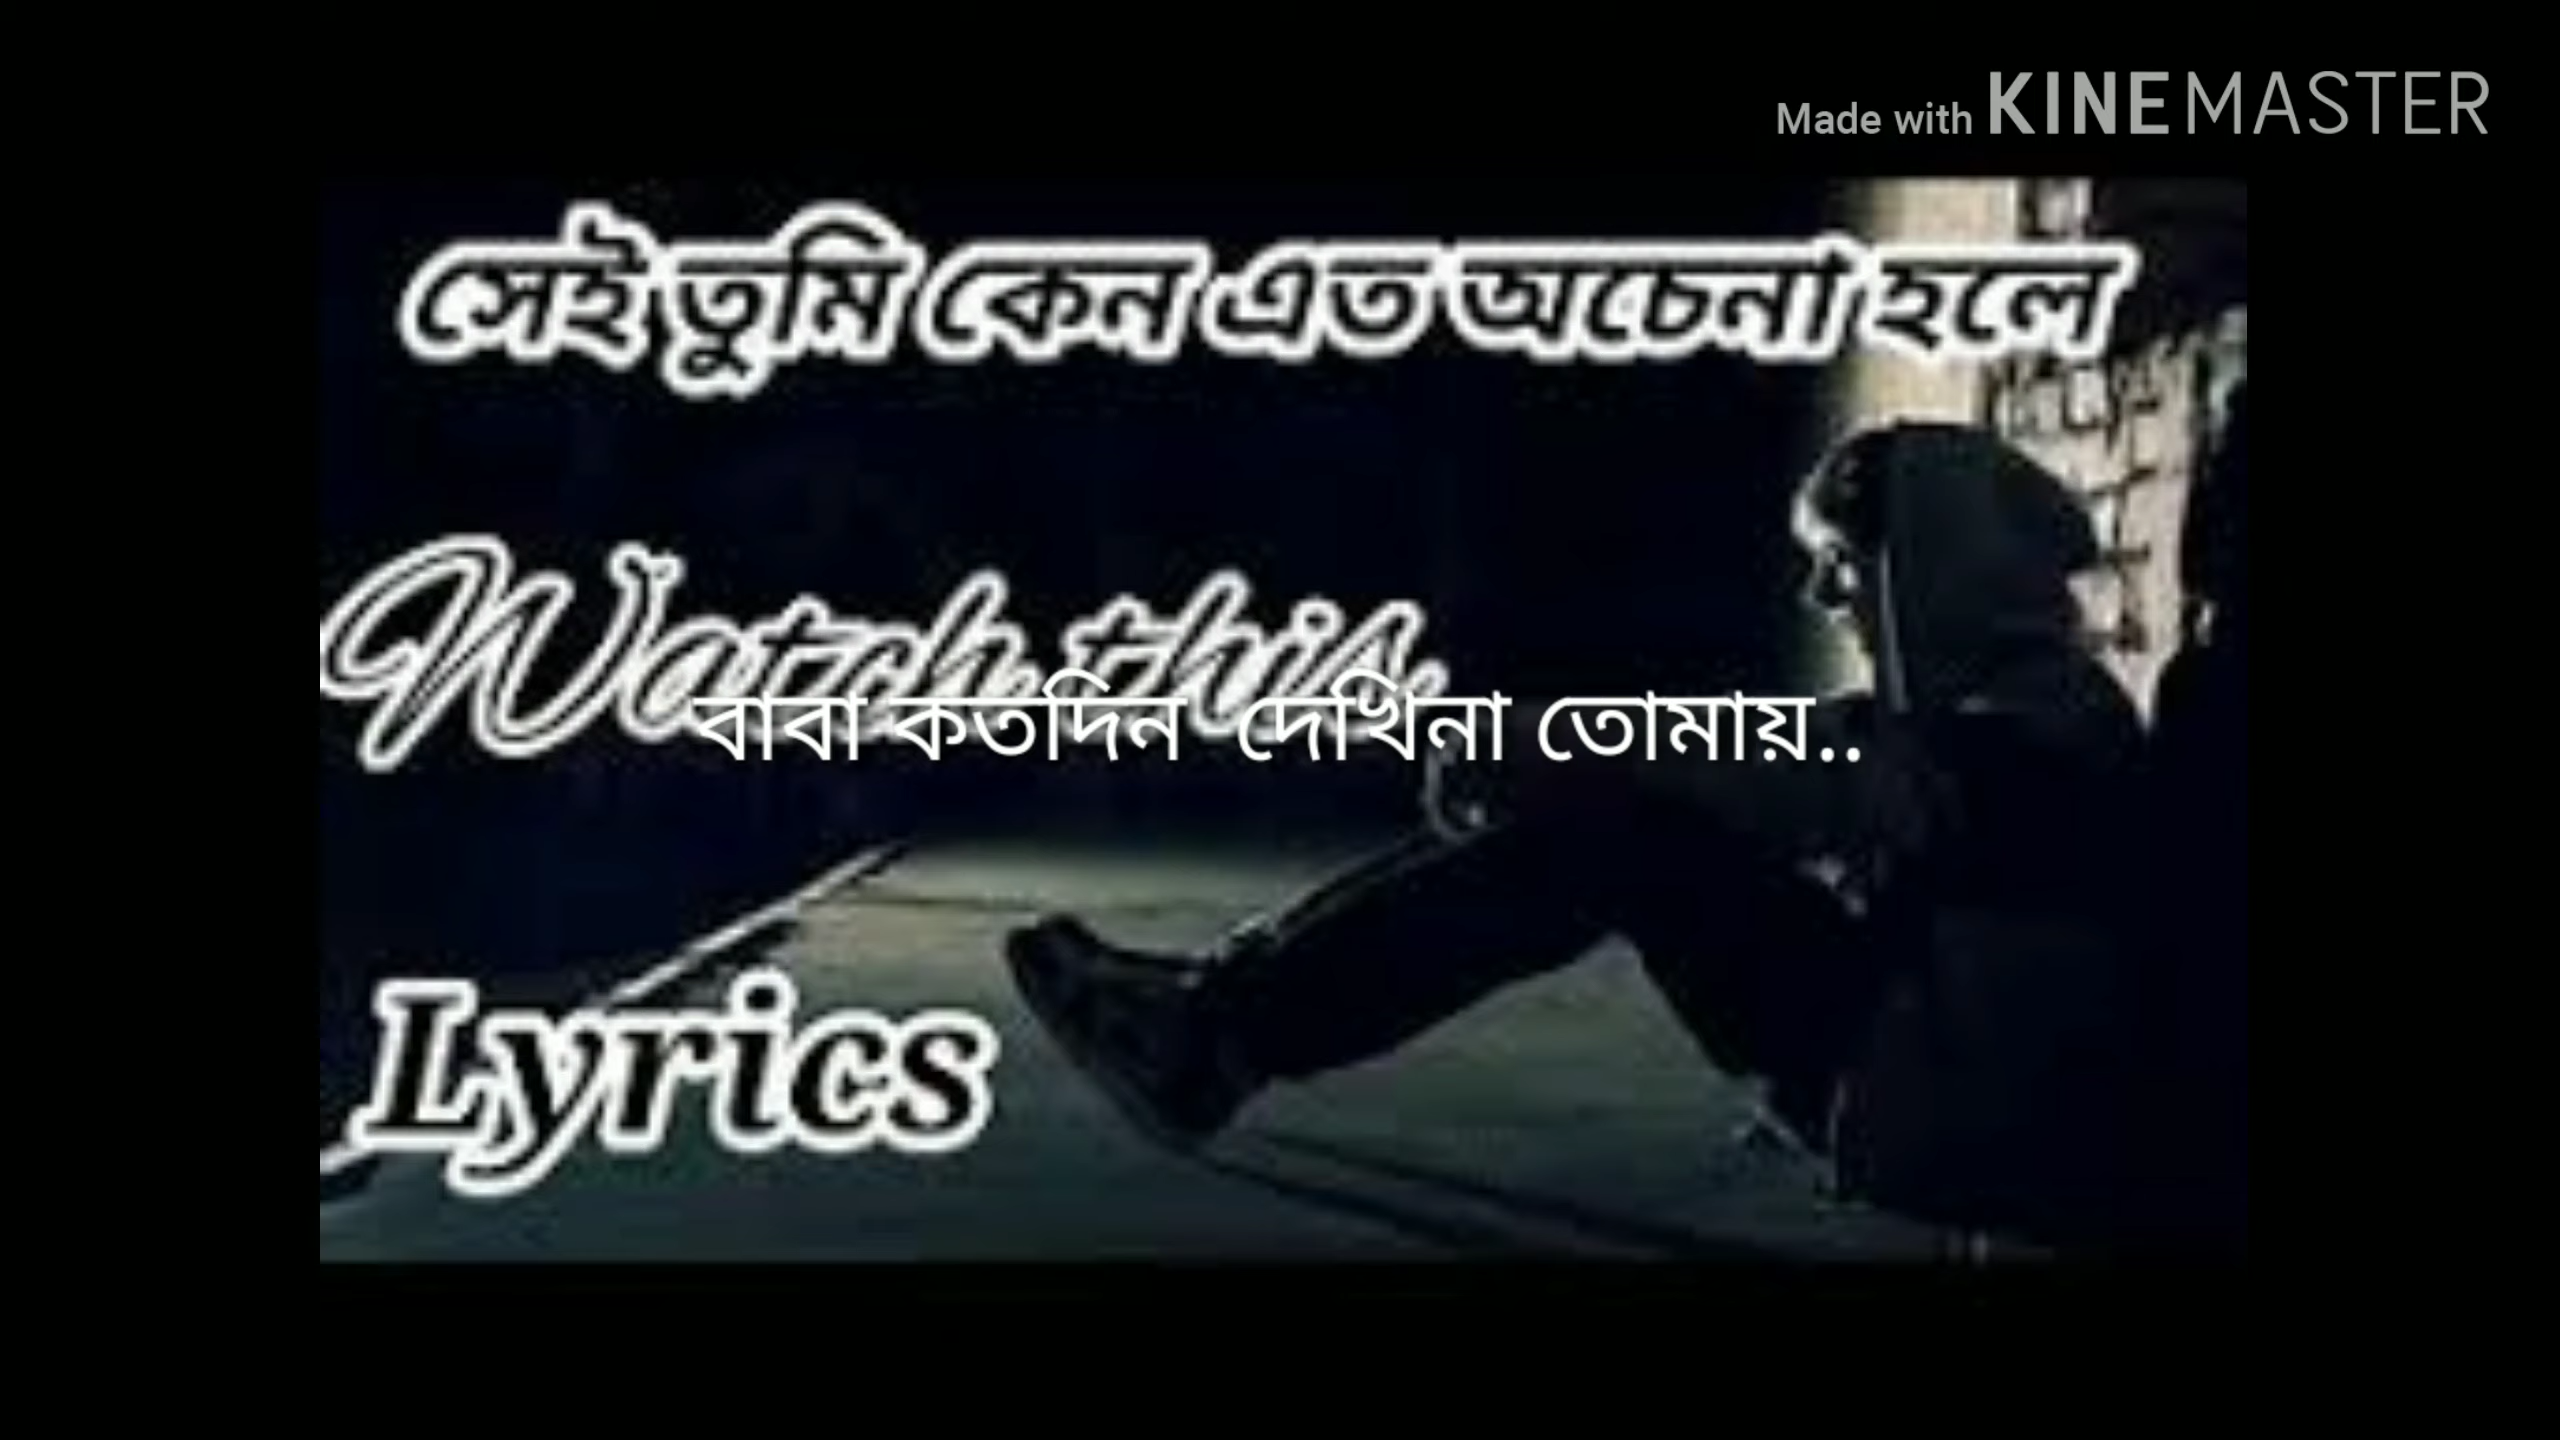 Made with KINEMASTER
সেই তুমি কেন এত অচেনা হলে
Watch this
বাবা কতদিন দেখিনা তোমায়..
Lyrics